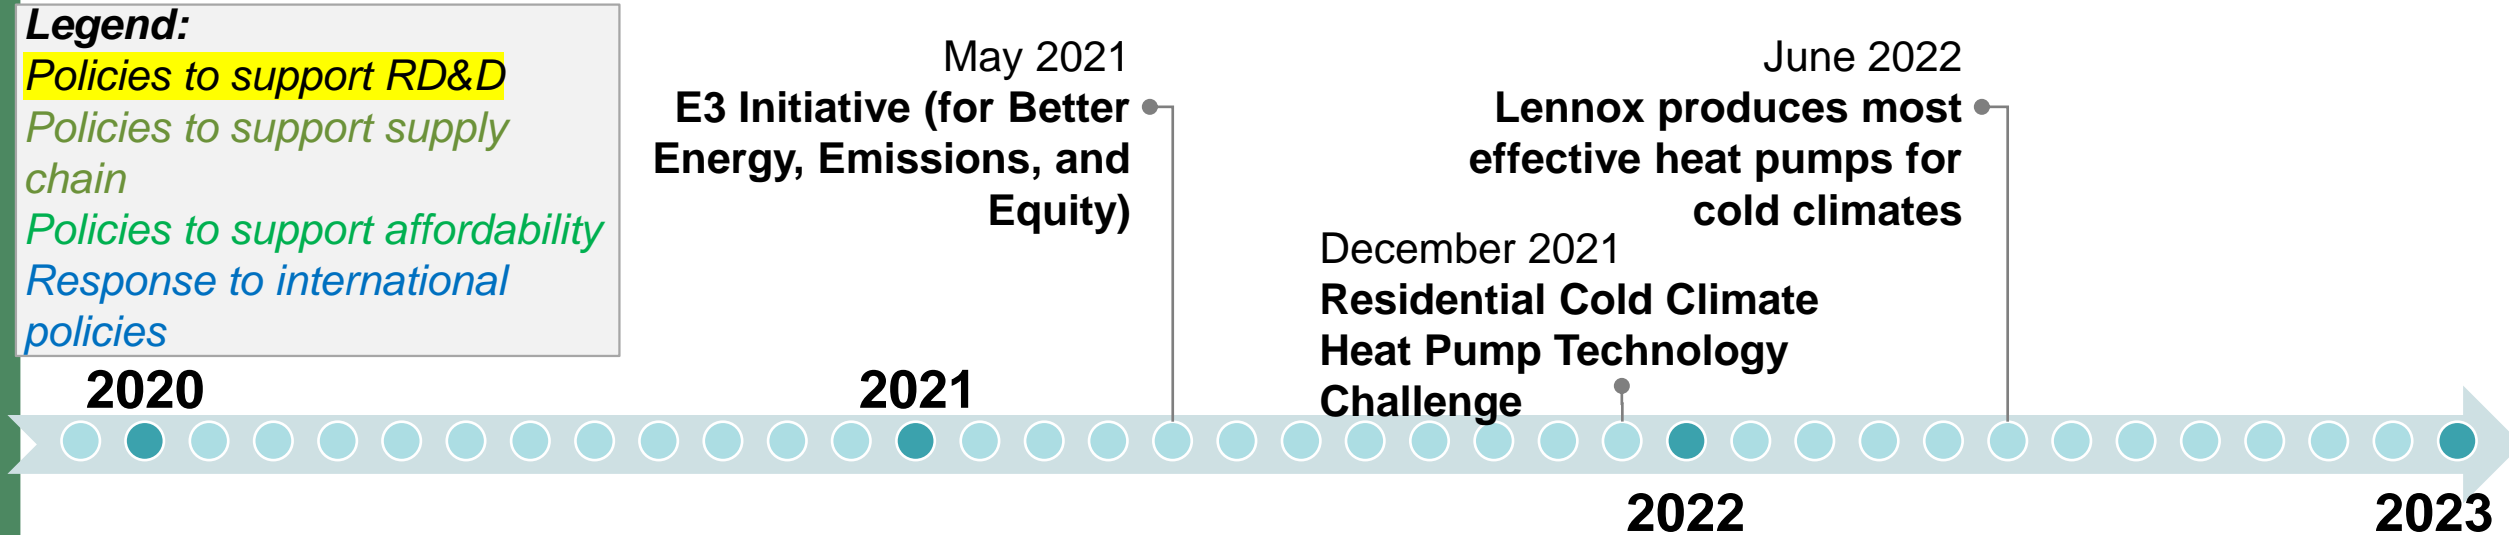 Legend:
Policies to support RD&D
Policies to support supply
chain
Policies to support affordability
Response to international
policies
May 2021
E3 Initiative (for Better
Energy, Emissions, and
Equity)
June 2022
Lennox produces most
effective heat pumps for
cold climates
December 2021
Residential Cold Climate
Heat Pump Technology
Challenge
2020
2021
2022
2023